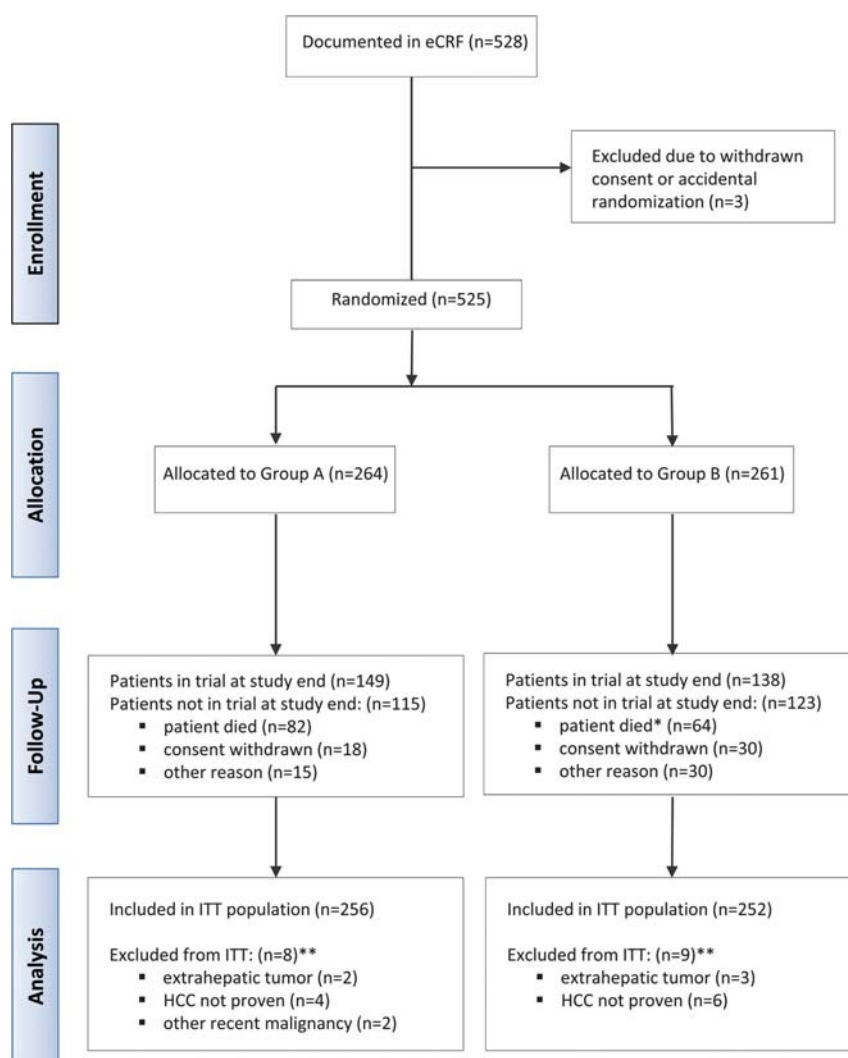 Documented in eCRF (n=528)
Enrollment
Excluded due to withdrawn
consent or accidental
randomization (n=3)
Randomized (n=525)
Allocation
Allocated to Group A (n=264)
Allocated to Group B (n=261)
Follow-Up
Patients in trial at study end (n=149)
Patients not in trial at study end: (n=115)
▪ patient died (n=82)
▪ consent withdrawn (n=18)
▪ other reason (n=15)
Patients in trial at study end (n=138)
Patients not in trial at study end: (n=123)
▪ patient died* (n=64)
▪ consent withdrawn (n=30)
▪ other reason (n=30)
Analysis
Included in ITT population (n=256)
Excluded from ITT: (n=8)**
▪ extrahepatic tumor (n=2)
▪ HCC not proven (n=4)
▪ other recent malignancy (n=2)
Included in ITT population (n=252)
Excluded from ITT: (n=9)**
▪ extrahepatic tumor (n=3)
▪ HCC not proven (n=6)